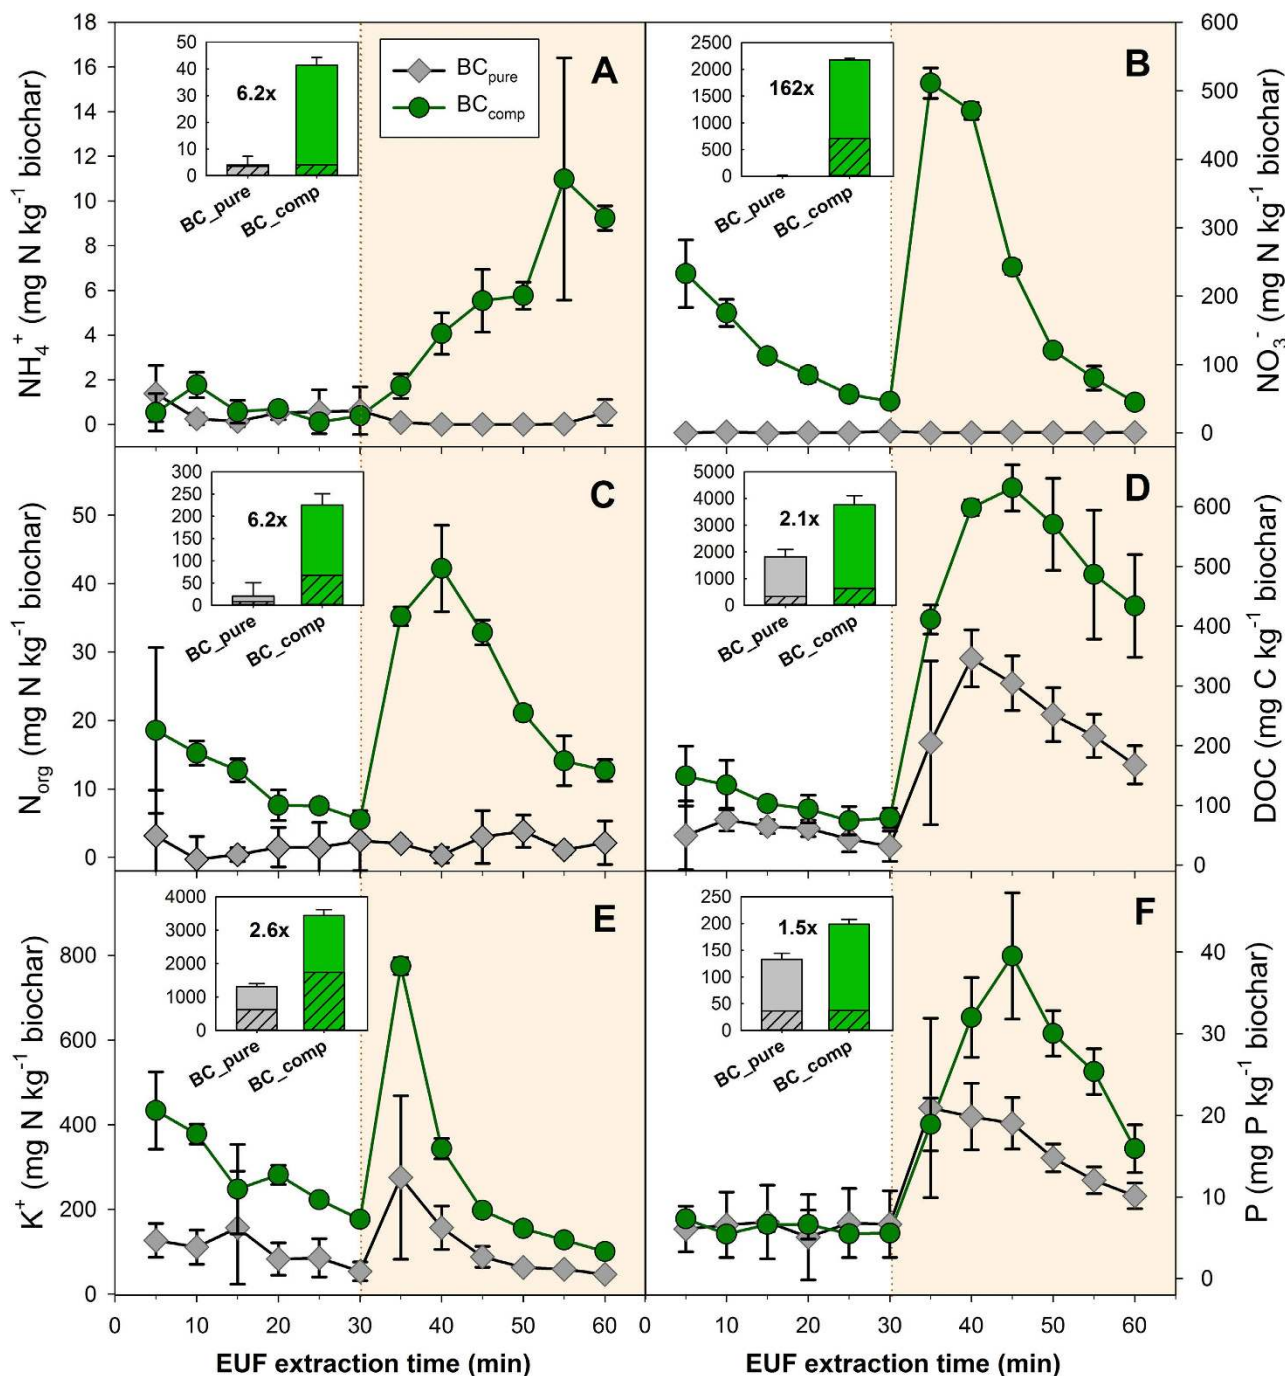 A
NH₄⁺ (mg N kg⁻¹ biochar)
18
16
14
12
10
8
6
4
2
0
50
40
30
20
10
0
6.2x
BC_pure
BC_comp
BCpure
BCcomp
B
NO₃⁻ (mg N kg⁻¹ biochar)
600
500
400
300
200
100
0
2500
2000
1500
1000
500
0
162x
BC_pure
BC_comp
C
Norg (mg N kg⁻¹ biochar)
50
40
30
20
10
0
300
250
200
150
100
50
0
6.2x
BC_pure
BC_comp
D
DOC (mg C kg⁻¹ biochar)
600
500
400
300
200
100
0
5000
4000
3000
2000
1000
0
2.1x
BC_pure
BC_comp
E
K⁺ (mg N kg⁻¹ biochar)
800
600
400
200
0
4000
3000
2000
1000
0
2.6x
BC_pure
BC_comp
F
P (mg P kg⁻¹ biochar)
40
30
20
10
0
250
200
150
100
50
0
1.5x
BC_pure
BC_comp
0 10 20 30 40 50 60
0 10 20 30 40 50 60
EUF extraction time (min)
EUF extraction time (min)